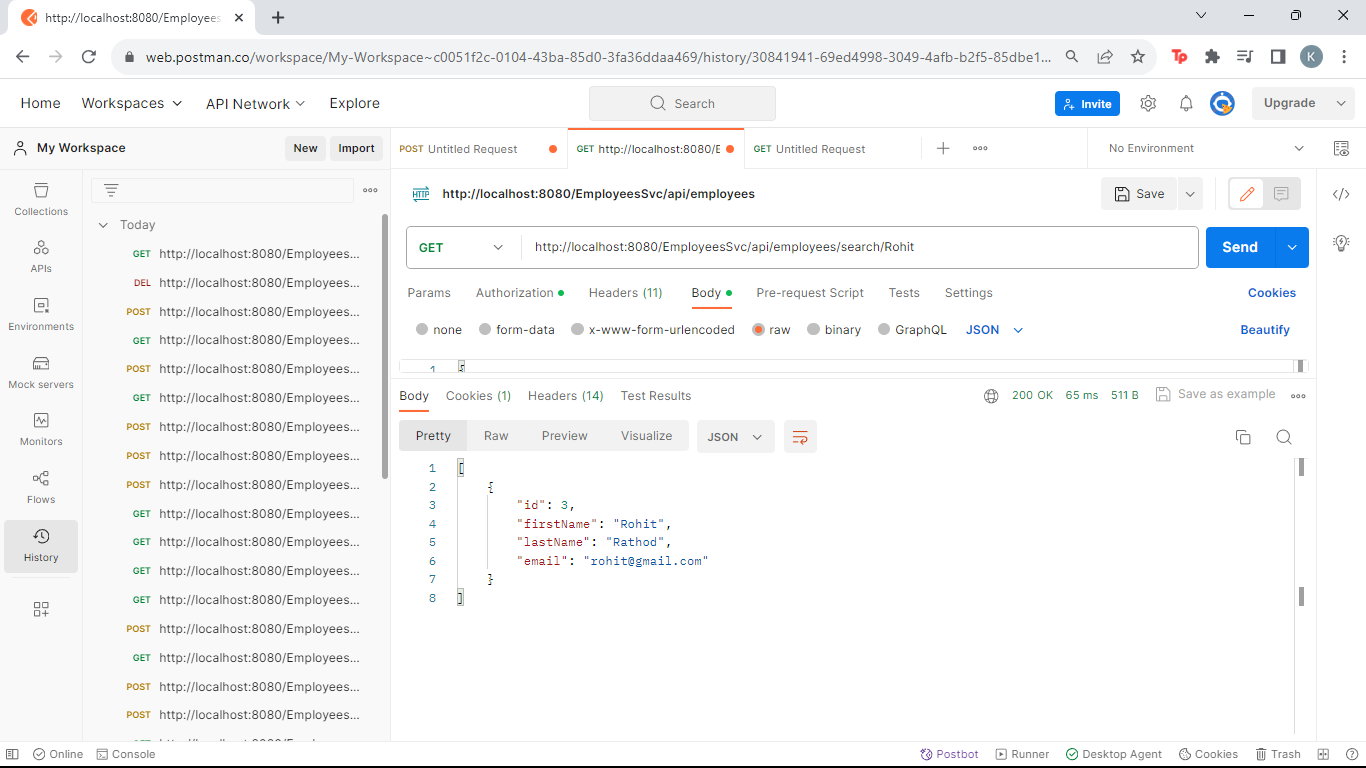 http://localhost:8080/Employees
web.postman.co/workspace/My-Workspace~c0051f2c-0104-43ba-85d0-3fa36ddaa469/history/30841941-69ed4998-3049-4afb-b2f5-85dbe1...
K
Home Workspaces API Network Explore Search Invite Upgrade
My Workspace New Import
POST Untitled Request GET http://localhost:8080/E GET Untitled Request No Environment
HTTP http://localhost:8080/EmployeesSvc/api/employees Save
GET http://localhost:8080/EmployeesSvc/api/employees/search/Rohit Send
Params Authorization Headers (11) Body Pre-request Script Tests Settings Cookies
none form-data x-www-form-urlencoded raw binary GraphQL JSON Beautify
Body Cookies (1) Headers (14) Test Results 200 OK 65 ms 511 B Save as example
Pretty Raw Preview Visualize JSON
1 [
2 {
3 "id": 3,
4 "firstName": "Rohit",
5 "lastName": "Rathod",
6 "email": "rohit@gmail.com"
7 }
8 ]
Collections
APIs
Environments
Mock servers
Monitors
Flows
History
Today
GET http://localhost:8080/Employees...
DEL http://localhost:8080/Employees...
POST http://localhost:8080/Employees...
GET http://localhost:8080/Employees...
POST http://localhost:8080/Employees...
GET http://localhost:8080/Employees...
POST http://localhost:8080/Employees...
POST http://localhost:8080/Employees...
POST http://localhost:8080/Employees...
GET http://localhost:8080/Employees...
GET http://localhost:8080/Employees...
GET http://localhost:8080/Employees...
GET http://localhost:8080/Employees...
POST http://localhost:8080/Employees...
GET http://localhost:8080/Employees...
POST http://localhost:8080/Employees...
POST http://localhost:8080/Employees...
Online Console Postbot Runner Desktop Agent Cookies Trash